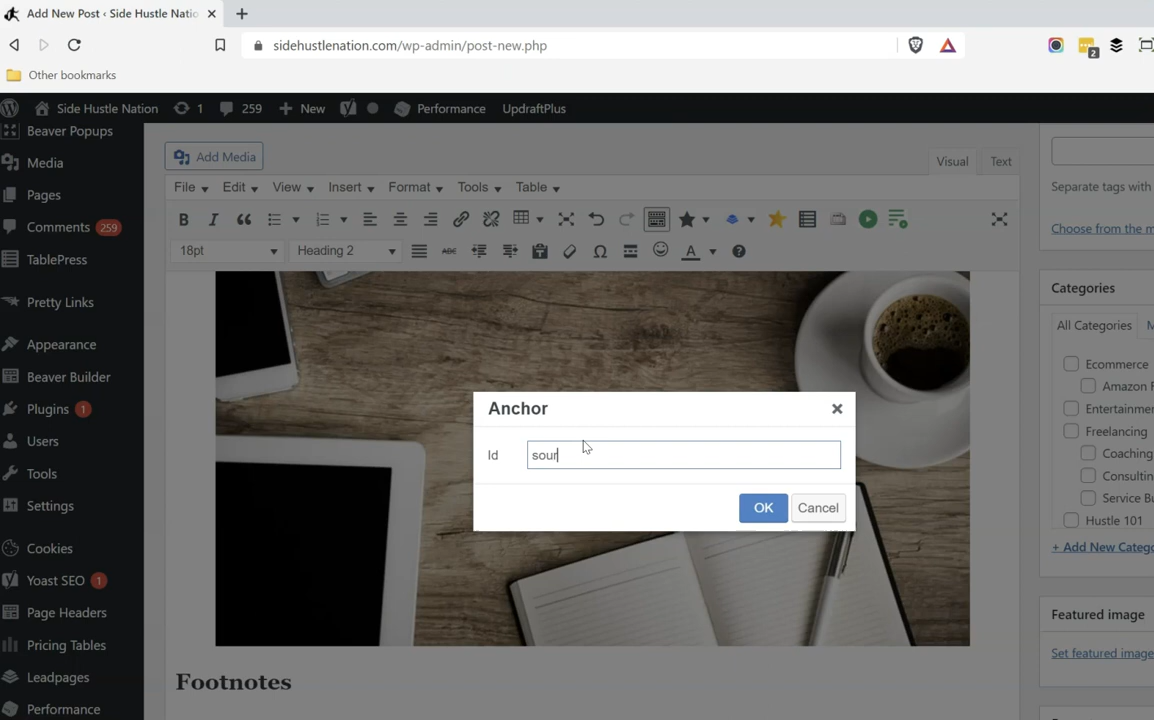 Add New Post ‹ Side Hustle Natio
sidehustlenation.com/wp-admin/post-new.php
2
Other bookmarks
Side Hustle Nation 1 259 New Performance UpdraftPlus
Beaver Popups
Media
Pages
Comments 259
TablePress
Pretty Links
Appearance
Beaver Builder
Plugins 1
Users
Tools
Settings
Cookies
Yoast SEO 1
Page Headers
Pricing Tables
Leadpages
Performance
Add Media
Visual Text
File Edit View Insert Format Tools Table
18pt Heading 2
Anchor
Id sour
OK Cancel
Footnotes
Separate tags with
Choose from the m
Categories
All Categories M
Ecommerce
Amazon F
Entertainme
Freelancing
Coaching
Consultin
Service Bu
Hustle 101
+ Add New Catego
Featured image
Set featured image